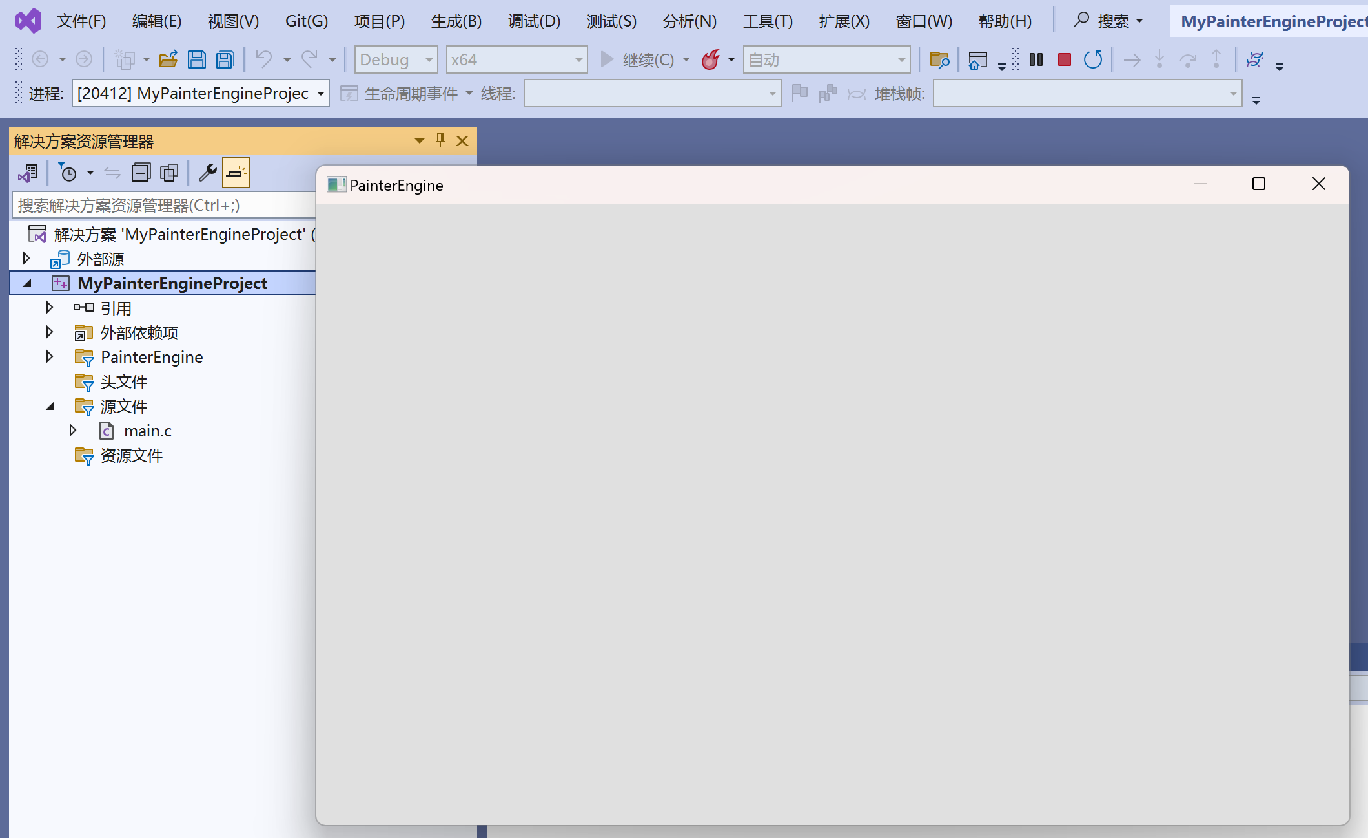 文件(F) 编辑(E) 视图(V) Git(G) 项目(P) 生成(B) 调试(D) 测试(S) 分析(N) 工具(T) 扩展(X) 窗口(W) 帮助(H) 搜索 MyPainterEngineProject
Debug x64 继续(C) 自动
进程: [20412] MyPainterEngineProjec 生命周期事件 线程: 堆栈帧:
解决方案资源管理器
搜索解决方案资源管理器(Ctrl+;)
PainterEngine
解决方案 'MyPainterEngineProject' (
外部源
MyPainterEngineProject
引用
外部依赖项
PainterEngine
头文件
源文件
main.c
资源文件